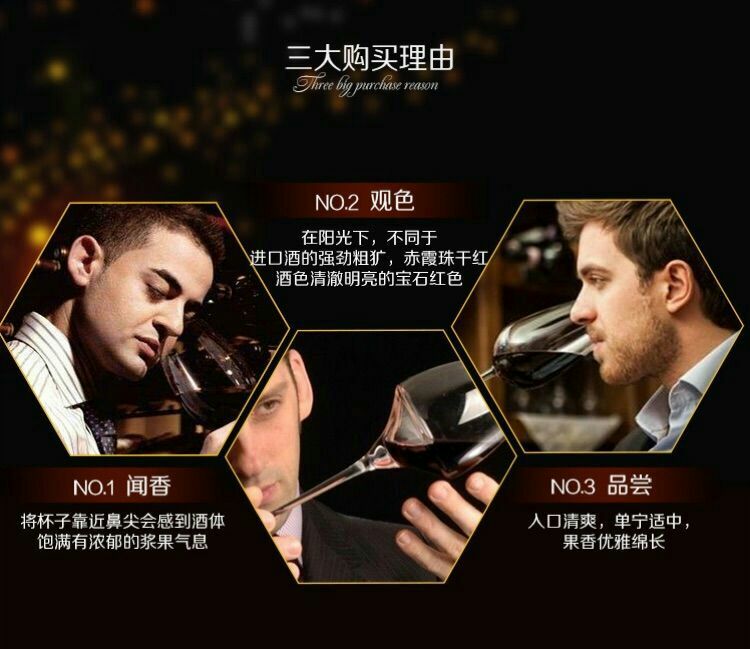 三大购买理由
Three big purchase reason
NO.2 观色
在阳光下，不同于
进口酒的强劲粗犷，赤霞珠干红
酒色清澈明亮的宝石红色
NO.1 闻香
将杯子靠近鼻尖会感到酒体
饱满有浓郁的浆果气息
NO.3 品尝
入口清爽，单宁适中，
果香优雅绵长